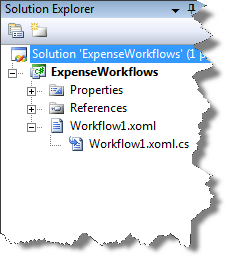 Solution Explorer
Solution 'ExpenseWorkflows' (1 p
ExpenseWorkflows
Properties
References
Workflow1.xoml
Workflow1.xoml.cs